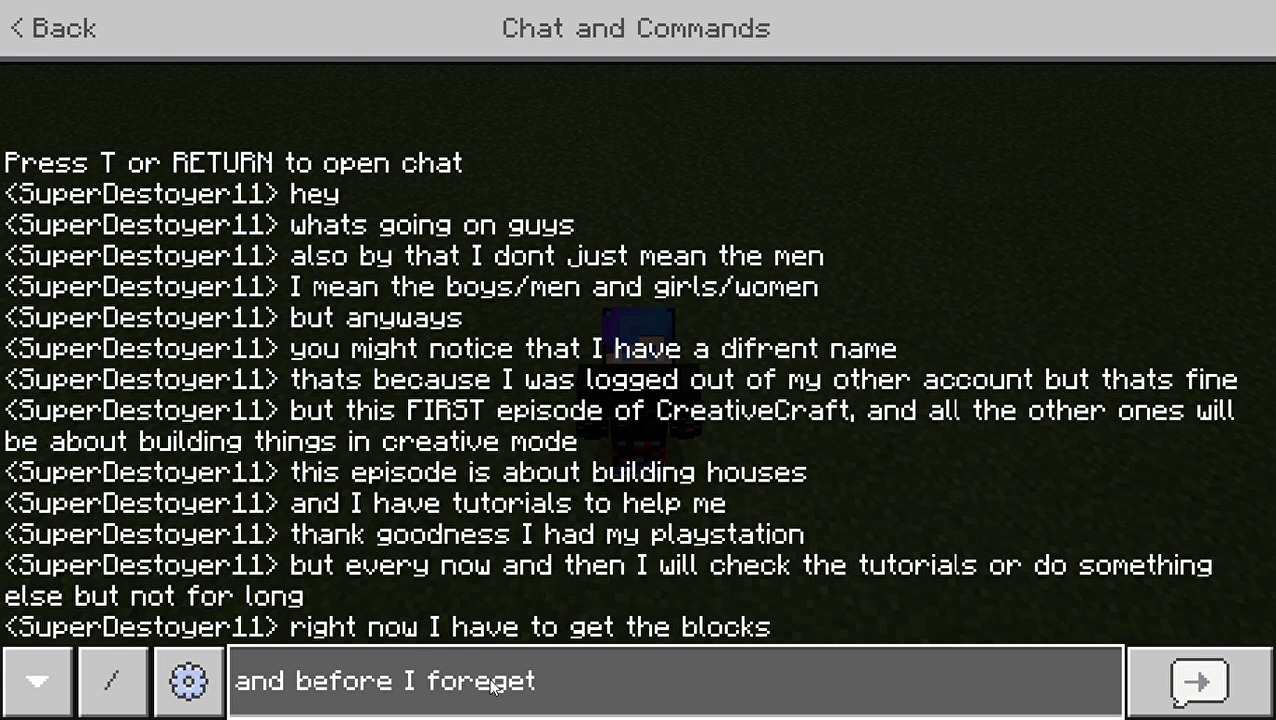 < Back
Chat and Commands
Press T or RETURN to open chat
<SuperDestoyer11> hey
<SuperDestoyer11> whats going on guys
<SuperDestoyer11> also by that I dont just mean the men
<SuperDestoyer11> I mean the boys/men and girls/women
<SuperDestoyer11> but anyways
<SuperDestoyer11> you might notice that I have a difrent name
<SuperDestoyer11> thats because I was logged out of my other account but thats fine
<SuperDestoyer11> but this FIRST episode of CreativeCraft, and all the other ones will
be about building things in creative mode
<SuperDestoyer11> this episode is about building houses
<SuperDestoyer11> and I have tutorials to help me
<SuperDestoyer11> thank goodness I had my playstation
<SuperDestoyer11> but every now and then I will check the tutorials or do something
else but not for long
<SuperDestoyer11> right now I have to get the blocks
/
and before I foreget